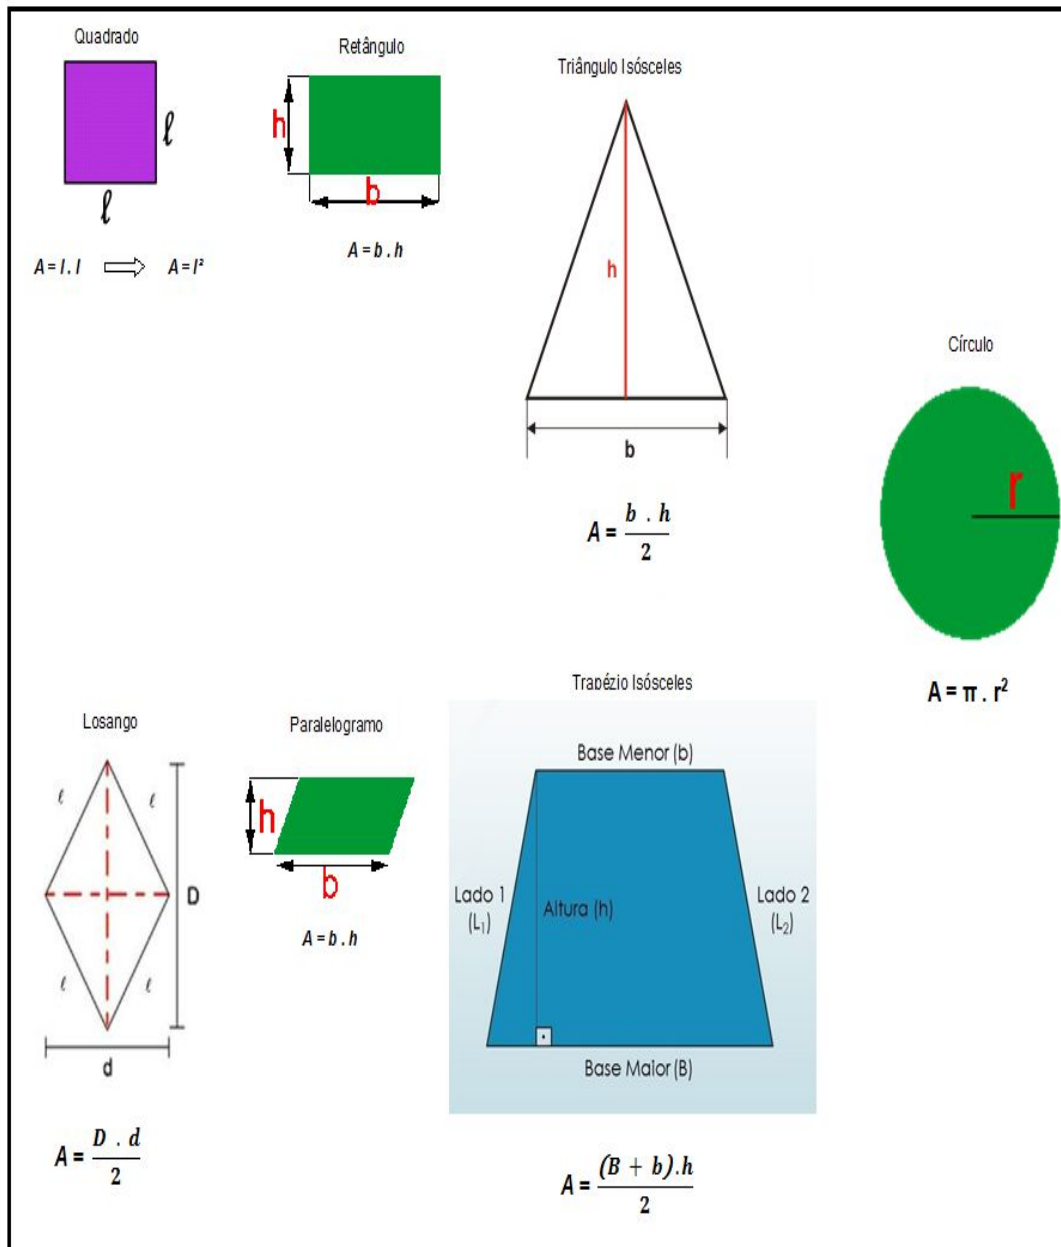 Quadrado
ℓ
ℓ
A = l . l ⇒ A = l²
Retângulo
h
b
A = b . h
Triângulo Isósceles
h
b
A = b . h / 2
Círculo
r
A = π . r²
Losango
ℓ ℓ
D
ℓ ℓ
d
A = D . d / 2
Paralelogramo
h
b
A = b . h
Trapézio Isósceles
Base Menor (b)
Lado 1
(L₁)
Altura (h)
Lado 2
(L₂)
Base Maior (B)
A = (B + b).h / 2